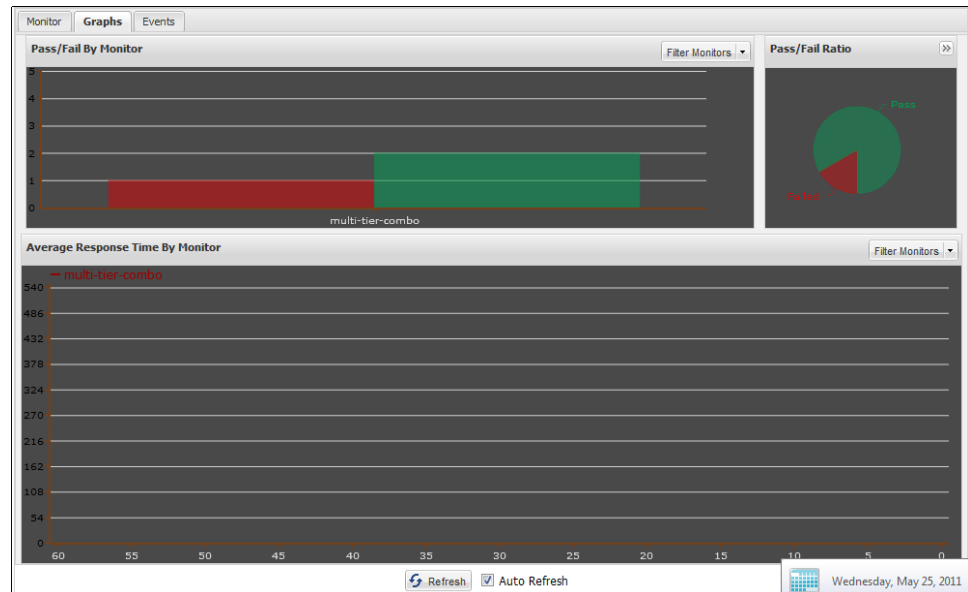 Monitor Graphs Events
Pass/Fail By Monitor Filter Monitors
Pass/Fail Ratio
5
4
3
2
1
0
multi-tier-combo
Pass
Average Response Time By Monitor Filter Monitors
multi-tier-combo
540
486
432
378
324
270
216
162
108
54
0
60 55 50 45 40 35 30 25 20 15 10 5 0
Refresh Auto Refresh
Wednesday, May 25, 2011